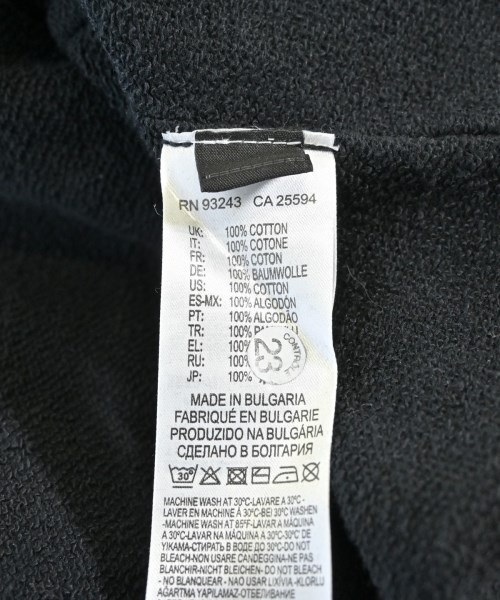 RN 93243 CA 25594
UK: 100% COTTON
IT: 100% COTONE
FR: 100% COTON
DE: 100% BAUMWOLLE
US: 100% COTTON
ES-MX: 100% ALGODÓN
PT: 100% ALGODÃO
TR: 100%
EL: 100%
RU: 100%
JP: 100%
23
MADE IN BULGARIA
FABRIQUÉ EN BULGARIE
PRODUZIDO NA BULGÁRIA
СДЕЛАНО В БОЛГАРИЯ
30°
MACHINE WASH AT 30°C-LAVARE A 30°C -
LAVER EN MACHINE Á 30°C-BEI 30°C WASHEN
-MACHINE WASH AT 85°F-LAVAR A MÁQUINA
A 30°C-LAVAR NA MÁQUINA A 30°C-30°C' DE
YIKAMA-СТИРАТЬ В ВОДЕ ДО 30°C-DO NOT
BLEACH-NON USARE CANDEGGINA-NE PAS
BLANCHIR-NICHT BLEICHEN - DO NOT BLEACH
- NO BLANQUEAR - NÃO USAR LIXÍVIA -KLORLU
AĞARTMA YAPILAMAZ-ОТБЕЛИВАНИЕ